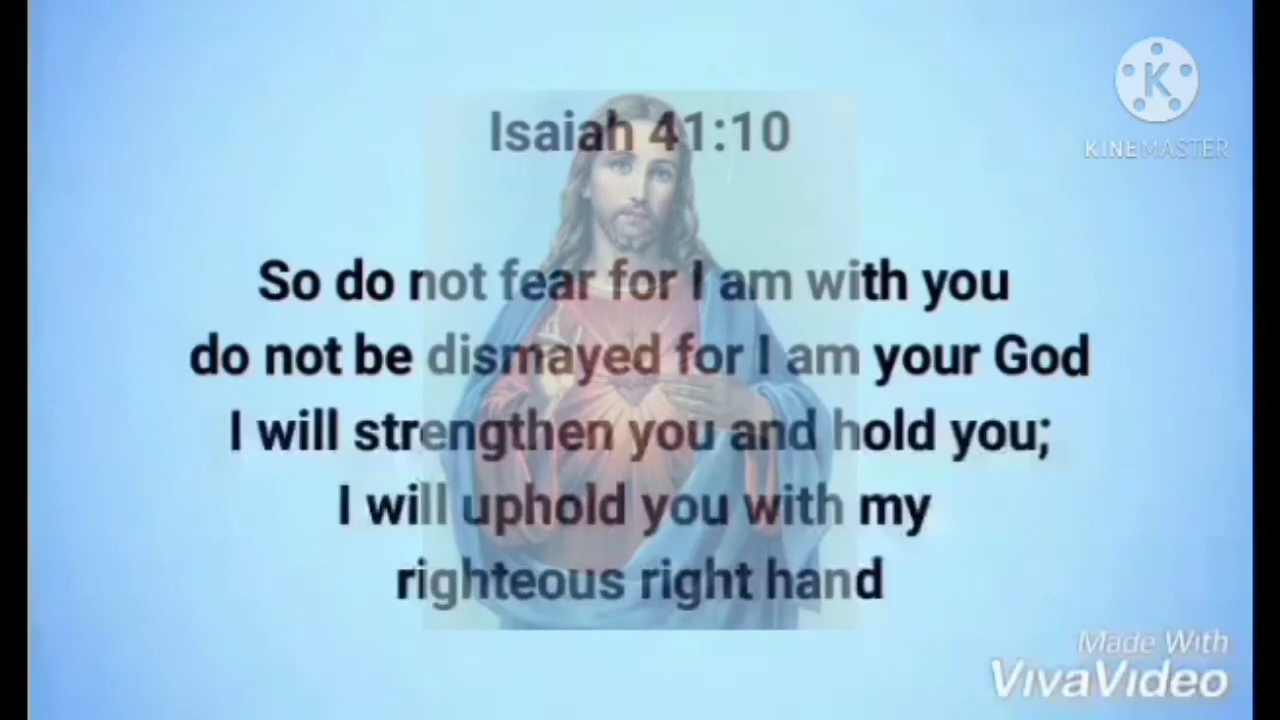 Isaiah 41:10
K
KINEMASTER
So do not fear for I am with you
do not be dismayed for I am your God
I will strengthen you and hold you;
I will uphold you with my
righteous right hand
Made With
VivaVideo